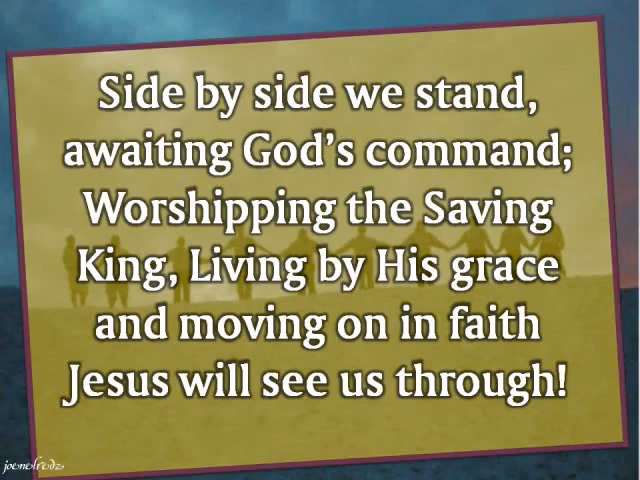 Side by side we stand,
awaiting God's command;
Worshipping the Saving
King, Living by His grace
and moving on in faith
Jesus will see us through!